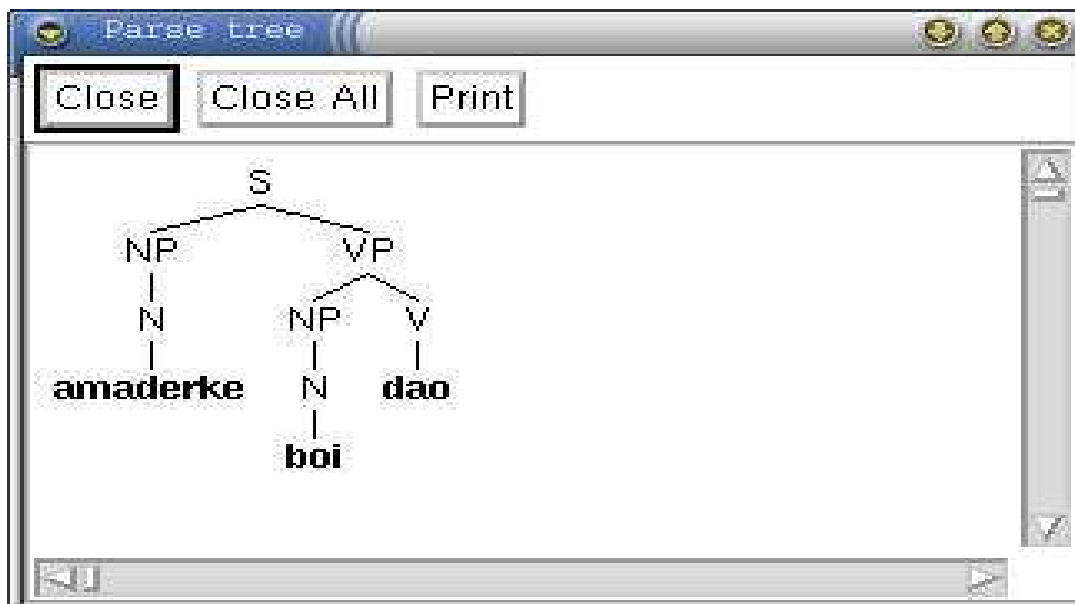 Parse tree
Close Close All Print
S
NP VP
N NP V
amaderke N dao
boi